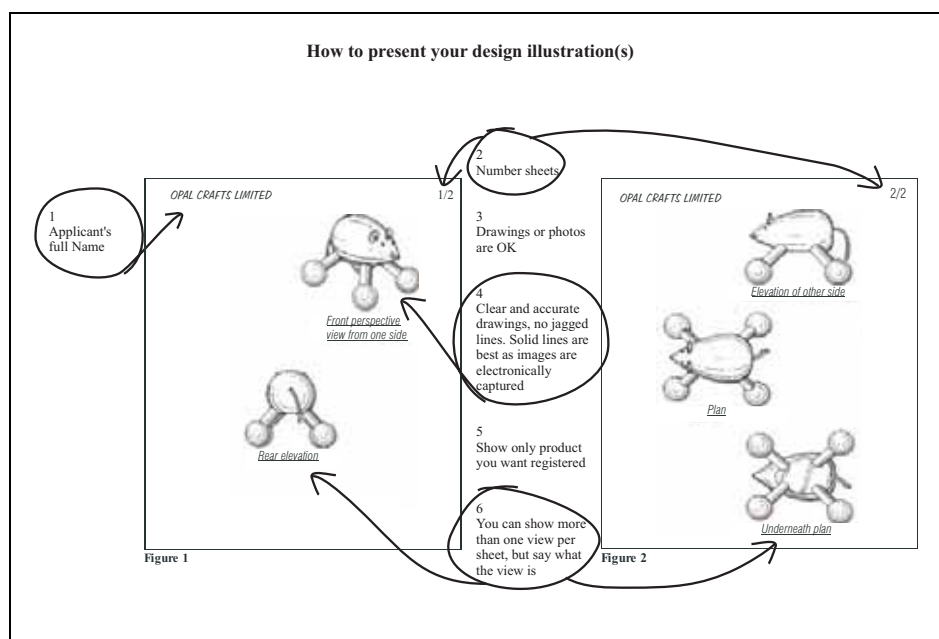 How to present your design illustration(s)
1
Applicant's
full Name
OPAL CRAFTS LIMITED
1/2
Front perspective
view from one side
Rear elevation
Figure 1
2
Number sheets
3
Drawings or photos
are OK
4
Clear and accurate
drawings, no jagged
lines. Solid lines are
best as images are
electronically
captured
5
Show only product
you want registered
6
You can show more
than one view per
sheet, but say what
the view is
OPAL CRAFTS LIMITED
2/2
Elevation of other side
Plan
Underneath plan
Figure 2